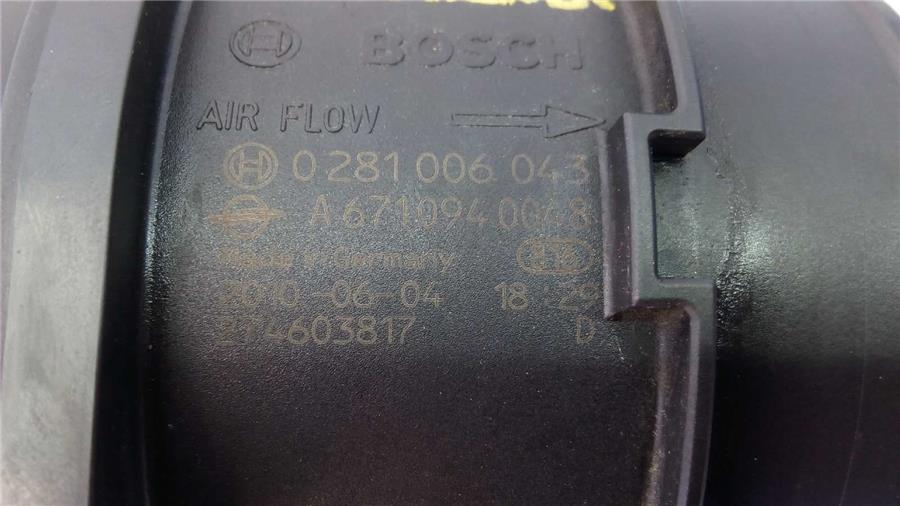 BOSCH
AIR FLOW
0 281 006 043
A 6710940048
Made in Germany
2010-06-04 18:29
274603817 D